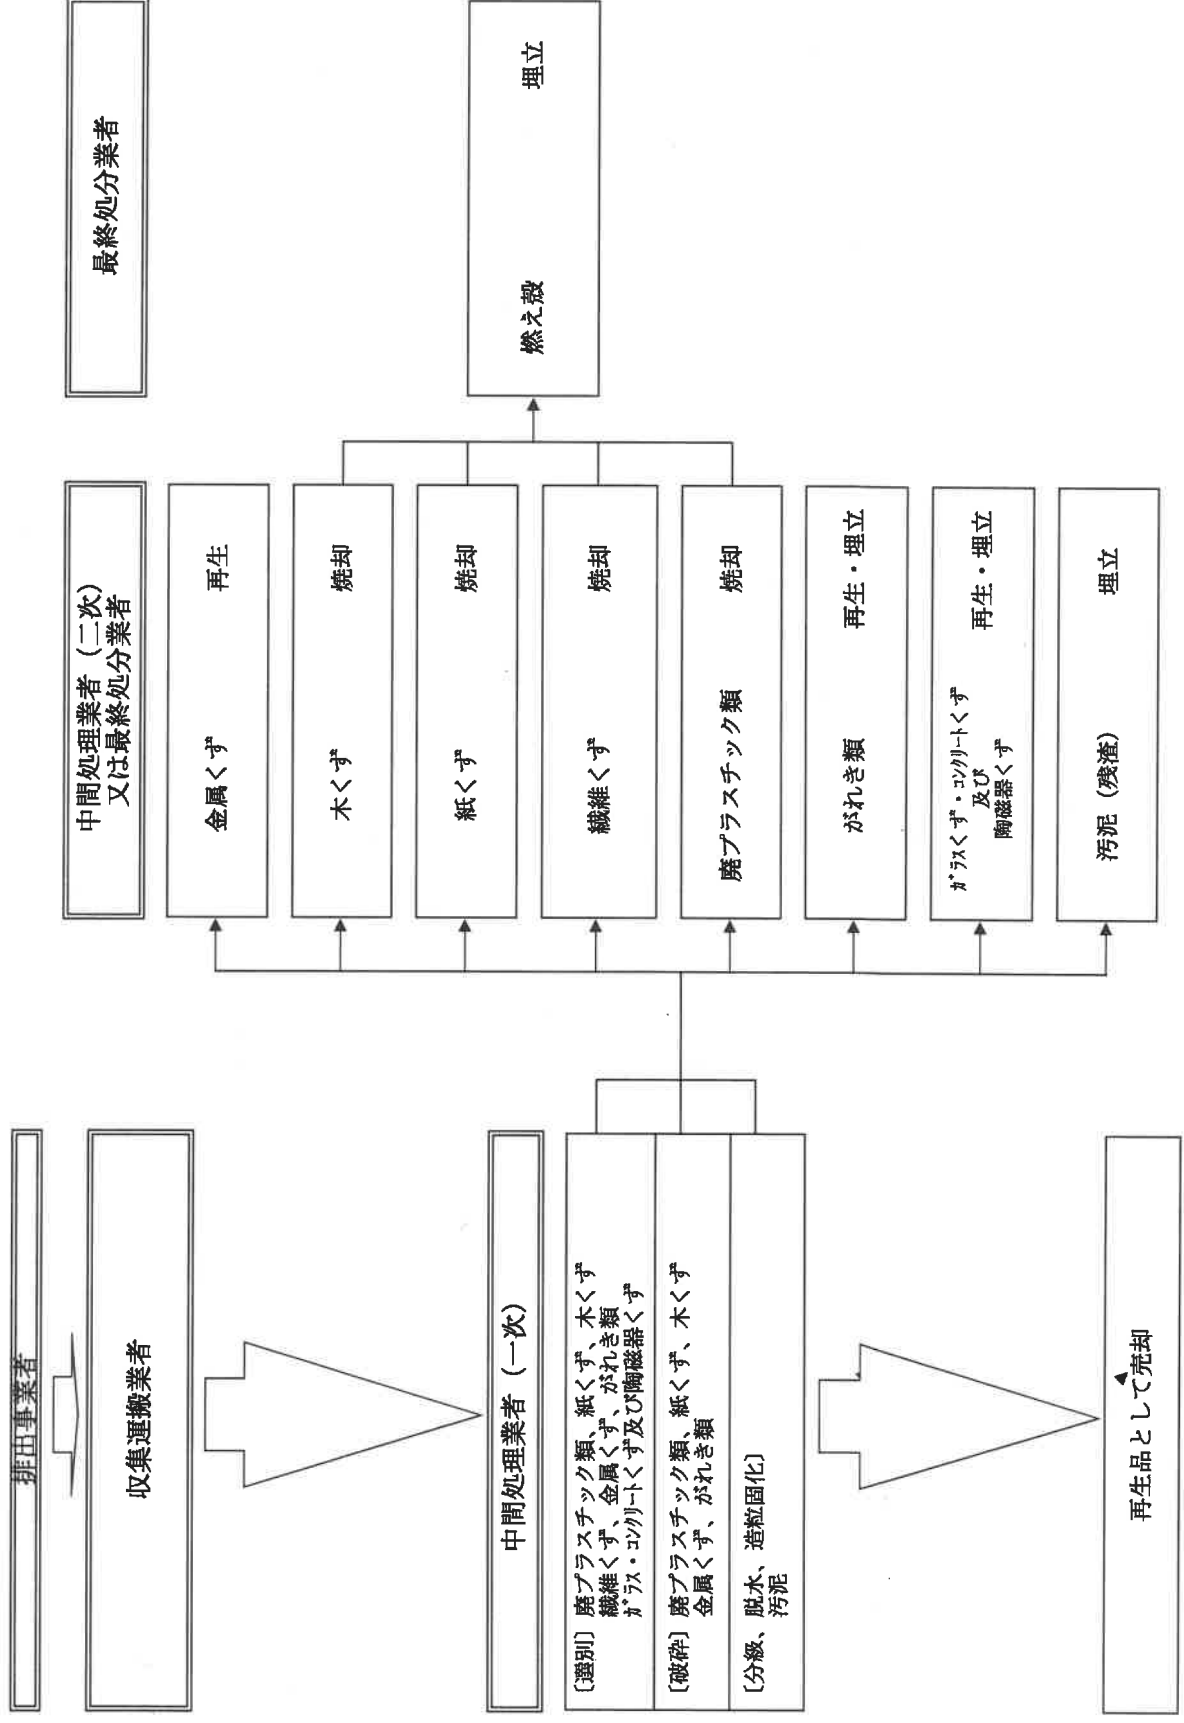 排出事業者
収集運搬業者
中間処理業者（一次）
［選別］廃プラスチック類、紙くず、木くず
繊維くず、金属くず、がれき類
ｶﾞﾗｽ・ｺﾝｸﾘｰﾄくず及び陶磁器くず
［破砕］廃プラスチック類、紙くず、木くず
金属くず、がれき類
［分級、脱水、造粒固化］
汚泥
再生品として売却
中間処理業者（二次）
又は最終処分業者
金属くず 再生
木くず 焼却
紙くず 焼却
繊維くず 焼却
廃プラスチック類 焼却
がれき類 再生・埋立
ｶﾞﾗｽくず・ｺﾝｸﾘｰﾄくず
及び
陶磁器くず
再生・埋立
汚泥（残渣） 埋立
最終処分業者
燃え殻 埋立